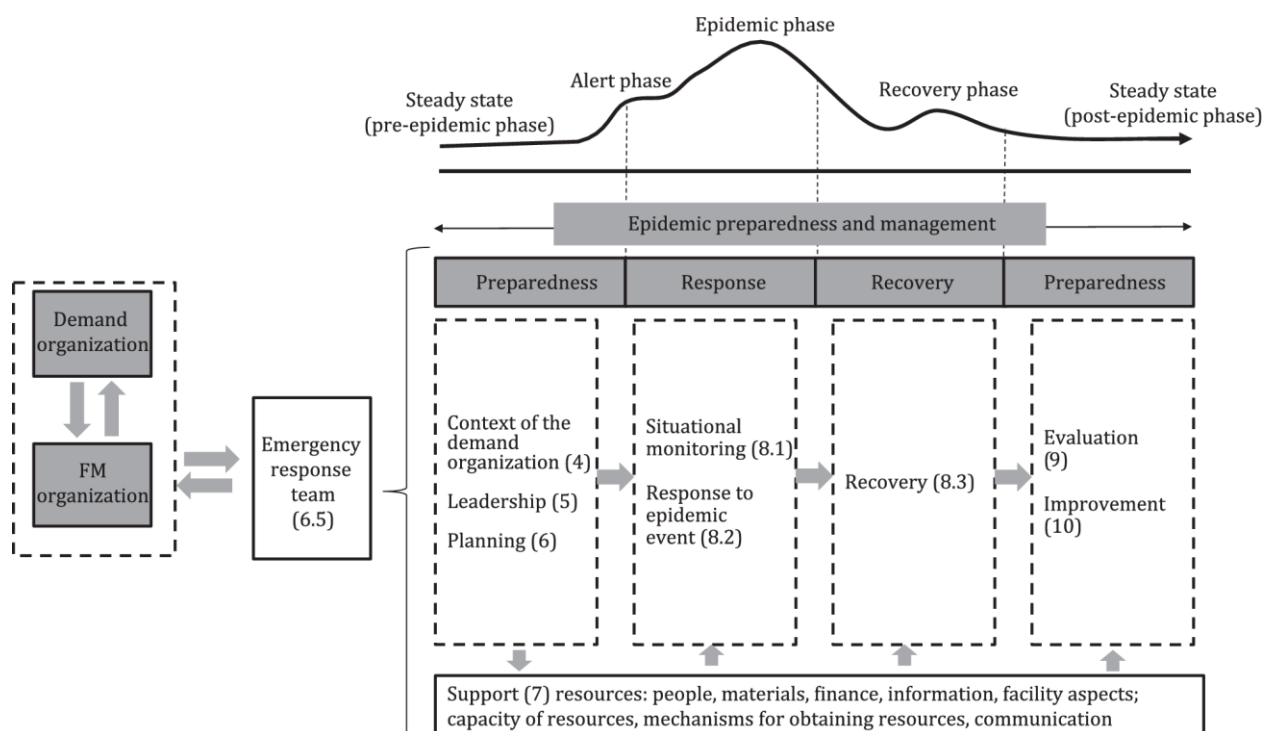 Epidemic phase
Alert phase
Recovery phase
Steady state
(pre-epidemic phase)
Steady state
(post-epidemic phase)
Epidemic preparedness and management
Preparedness
Response
Recovery
Preparedness
Demand
organization
FM
organization
Emergency
response
team
(6.5)
Context of the
demand
organization (4)
Leadership (5)
Planning (6)
Situational
monitoring (8.1)
Response to
epidemic
event (8.2)
Recovery (8.3)
Evaluation
(9)
Improvement
(10)
Support (7) resources: people, materials, finance, information, facility aspects;
capacity of resources, mechanisms for obtaining resources, communication